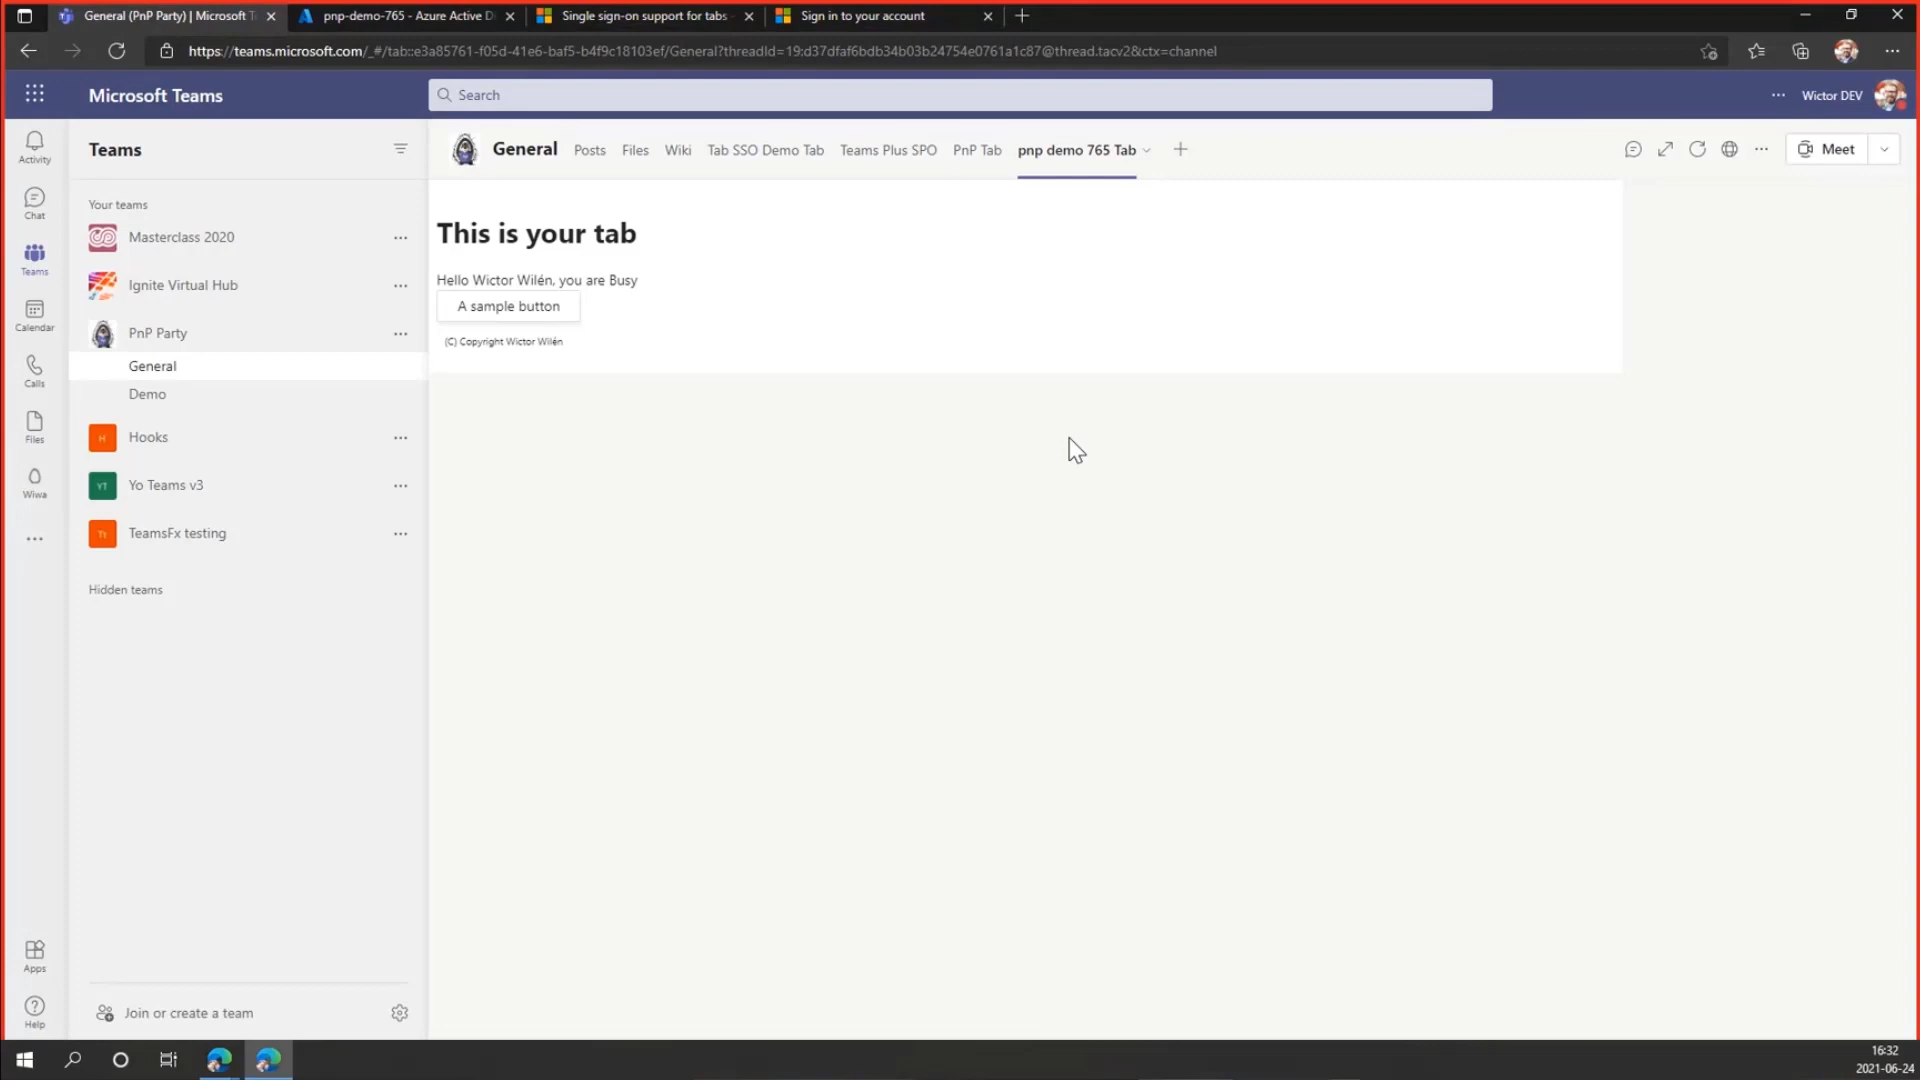 General (PnP Party) | Microsoft T
pnp-demo-765 - Azure Active D
Single sign-on support for tabs -
Sign in to your account
https://teams.microsoft.com/_#/tab::e3a85761-f05d-41e6-baf5-b4f9c18103ef/General?threadId=19:d37dfaf6bdb34b03b24754e0761a1c87@thread.tacv2&ctx=channel
Microsoft Teams
Search
Wictor DEV
Activity
Chat
Teams
Calendar
Calls
Files
Wiwa
Apps
Help
Teams
Your teams
Masterclass 2020
Ignite Virtual Hub
PnP Party
General
Demo
H Hooks
YT Yo Teams v3
Tt TeamsFx testing
Hidden teams
Join or create a team
General Posts Files Wiki Tab SSO Demo Tab Teams Plus SPO PnP Tab pnp demo 765 Tab
Meet
This is your tab
Hello Wictor Wilén, you are Busy
A sample button
(C) Copyright Wictor Wilén
16:32
2021-06-24